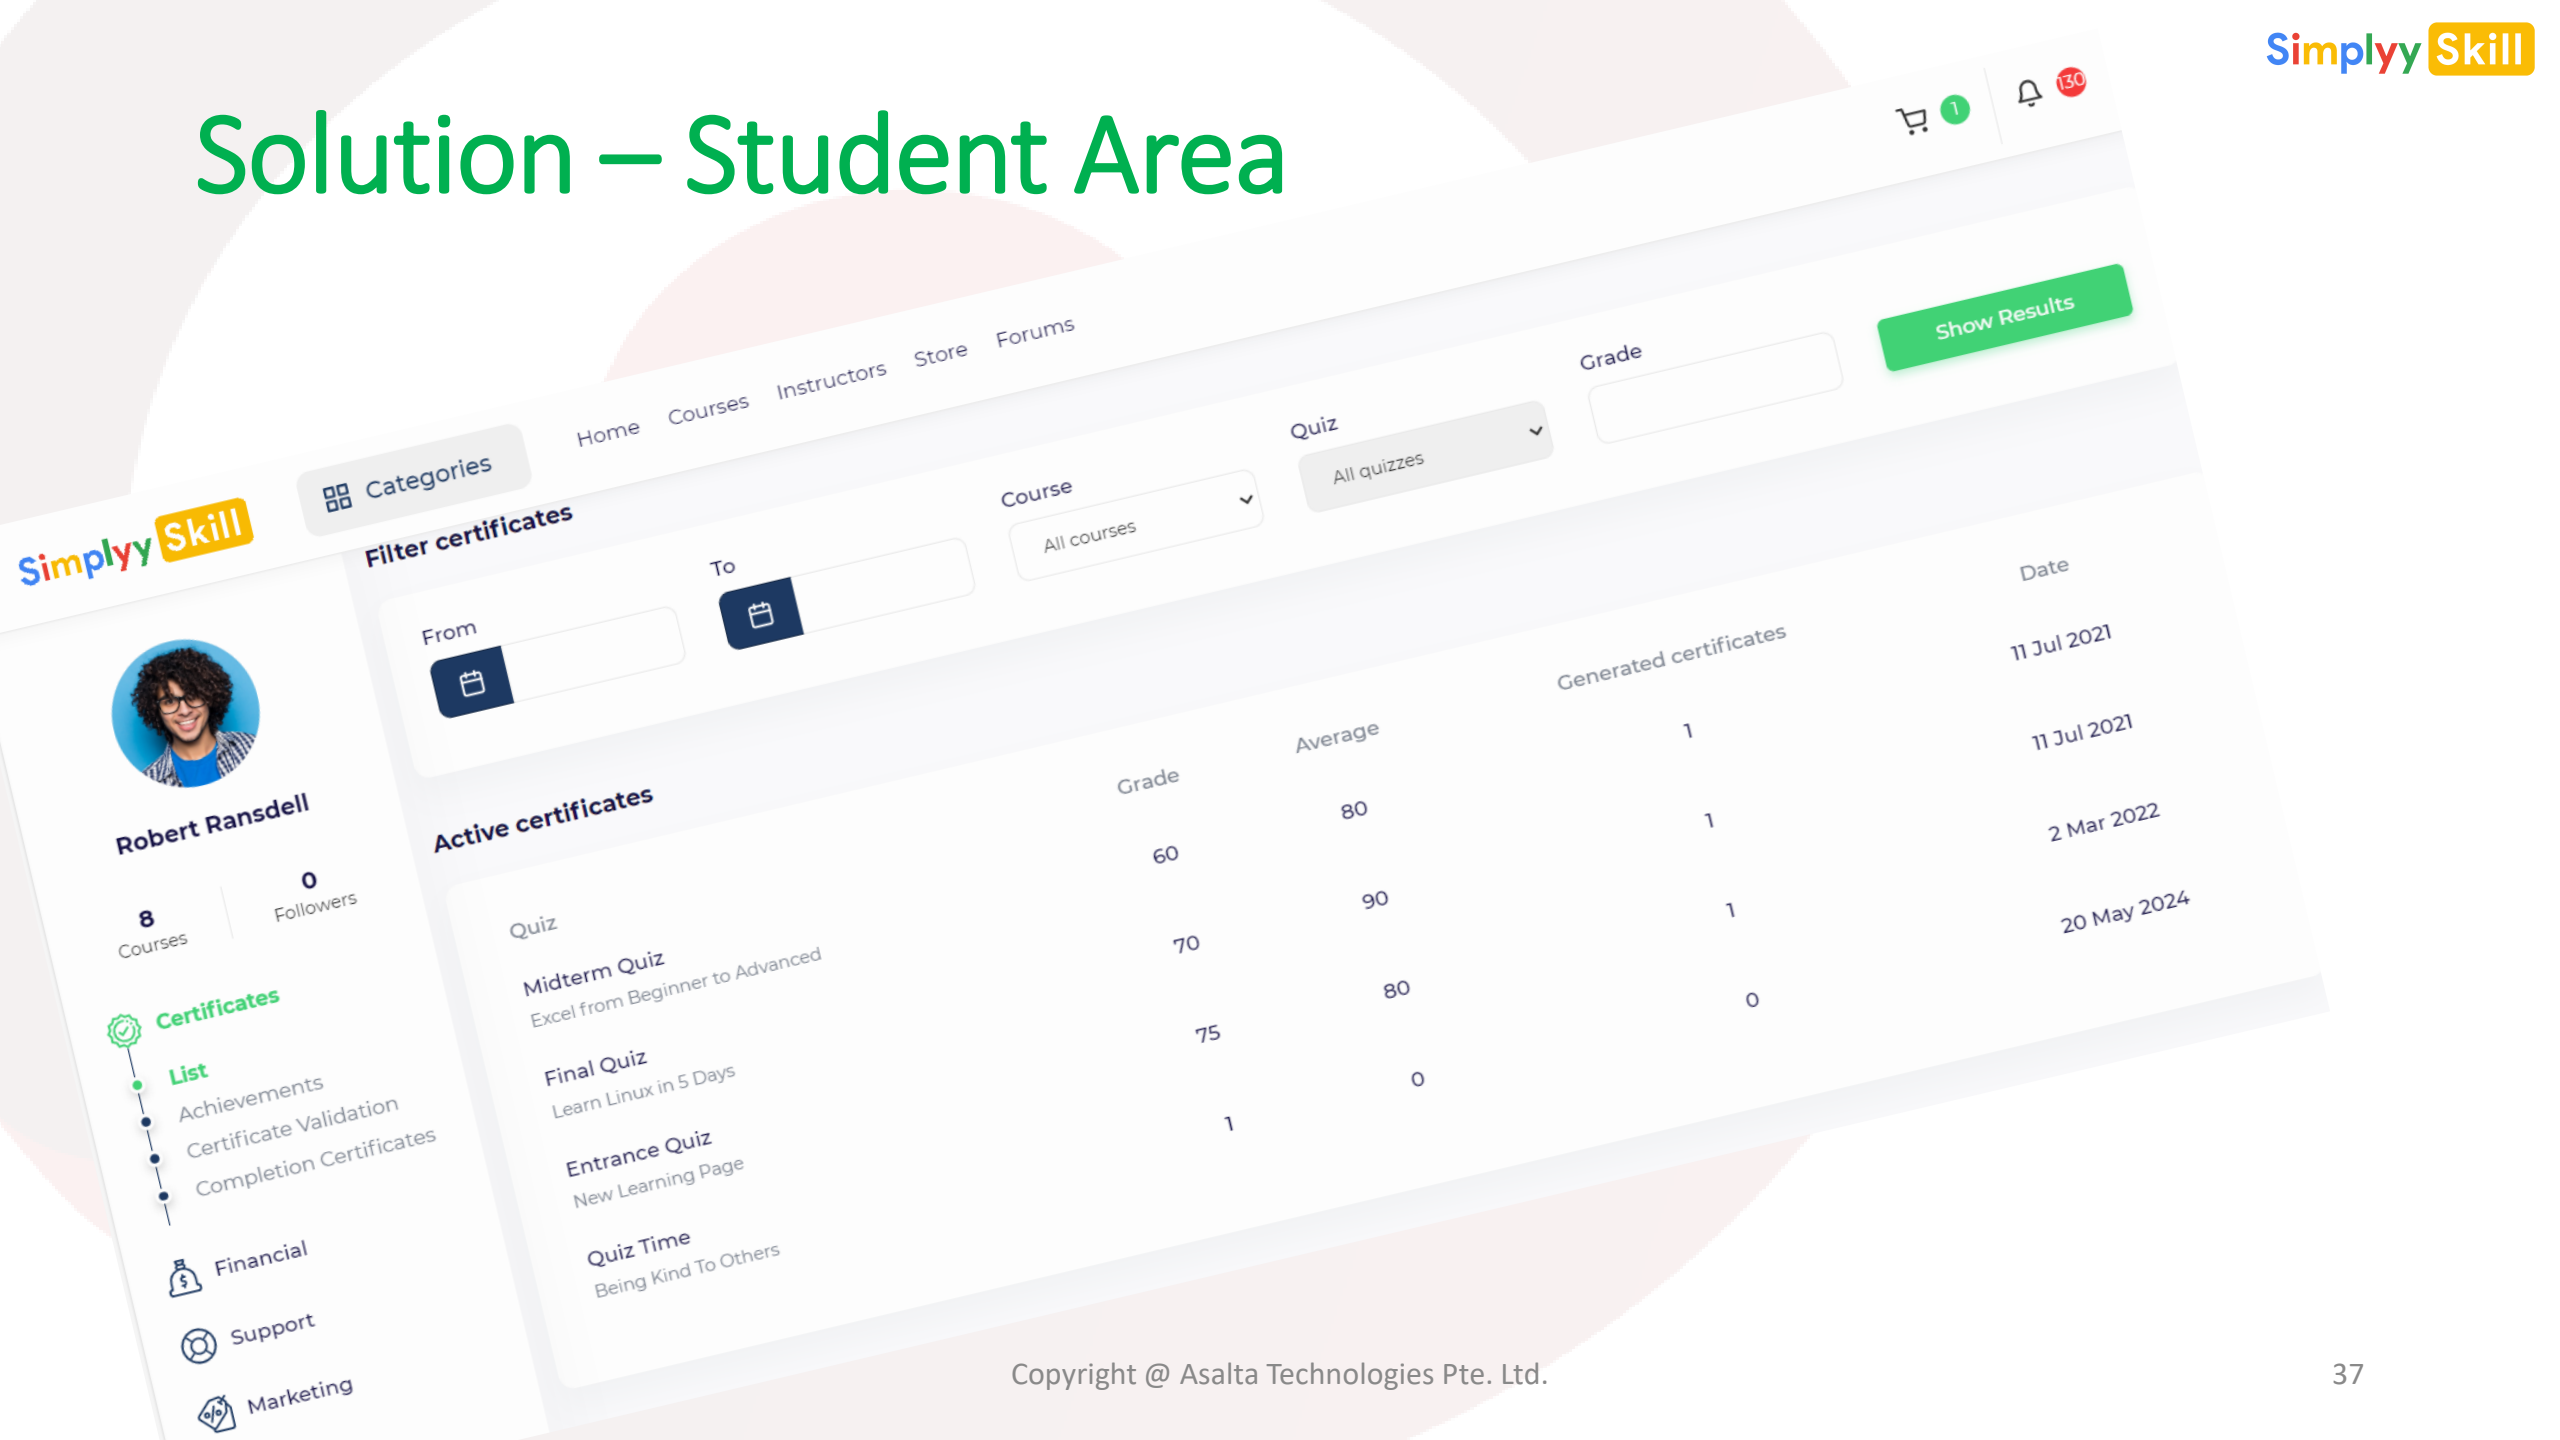 Simplyy Skill
Solution – Student Area
1
130
Simplyy Skill
Categories
Home Courses Instructors Store Forums
Robert Ransdell
8 Courses
0 Followers
Certificates
List
Achievements
Certificate Validation
Completion Certificates
Financial
Support
Marketing
Filter certificates
From
To
Course
All courses
Quiz
All quizzes
Grade
Show Results
Active certificates
Quiz Grade Average Generated certificates Date
Midterm Quiz 60 80 1 11 Jul 2021
Excel from Beginner to Advanced
Final Quiz 70 90 1 11 Jul 2021
Learn Linux in 5 Days
Entrance Quiz 75 80 1 2 Mar 2022
New Learning Page
Quiz Time 1 0 0 20 May 2024
Being Kind To Others
Copyright @ Asalta Technologies Pte. Ltd.
37